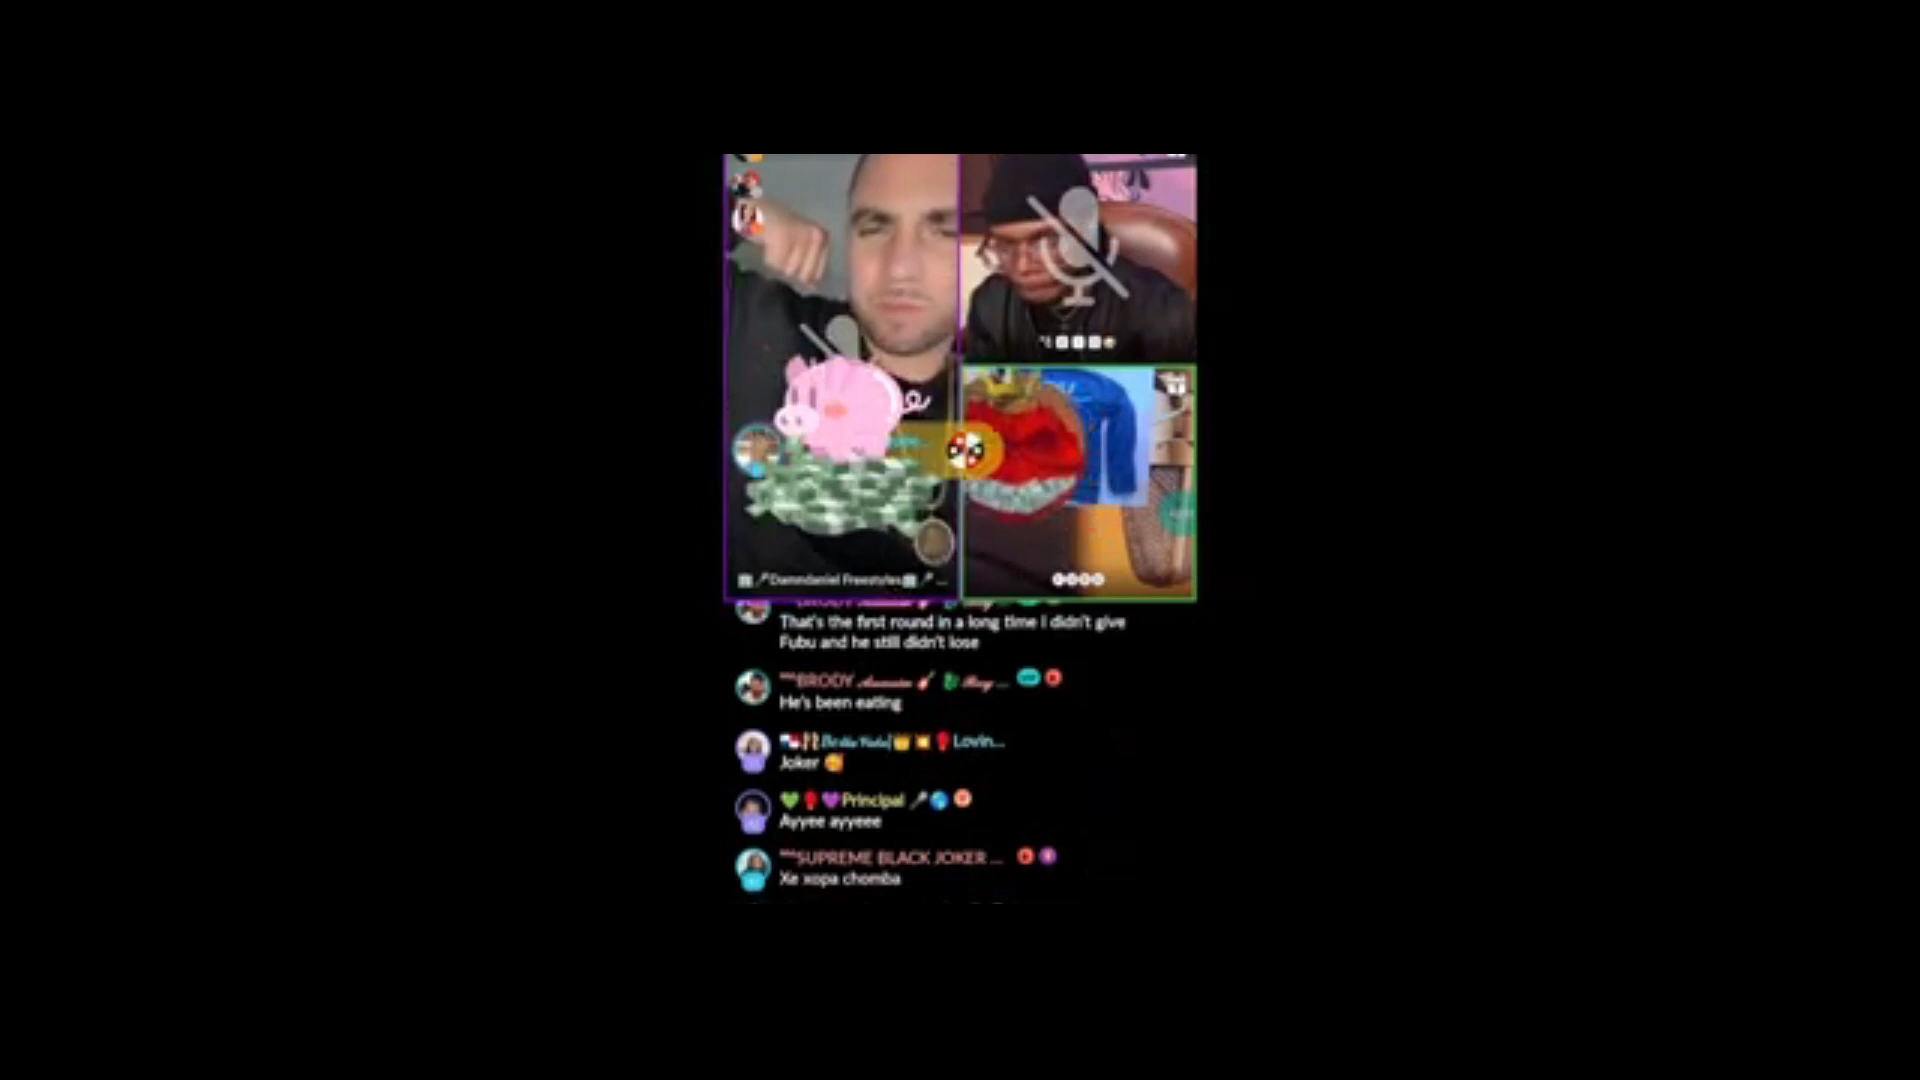 Damndaniel Freestyles
That's the first round in a long time I didn't give
Fubu and he still didn't lose
BRODY
He's been eating
Lovin...
Joker 🥰
💚🌹💜Principal 🎤🌎
Ayyee ayyeee
SUPREME BLACK JOKER ...
Xe xopa chomba